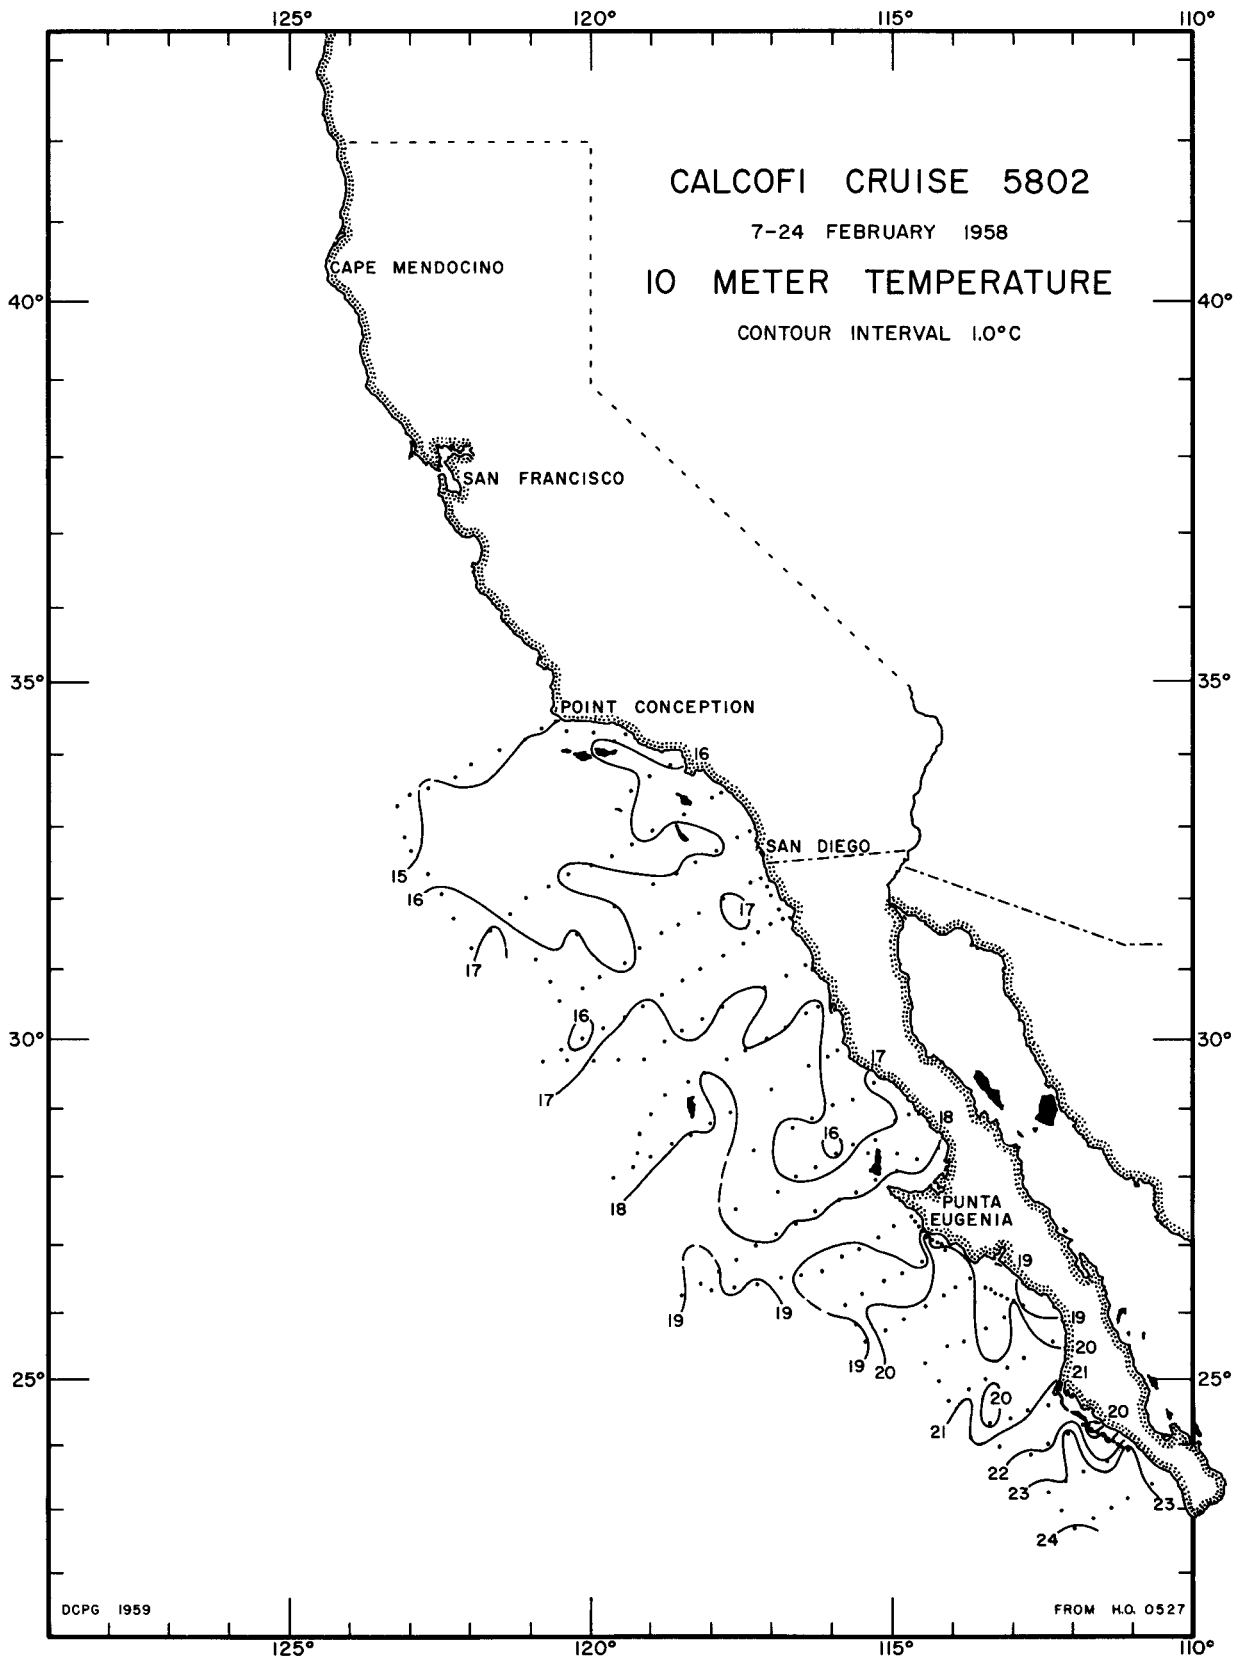 125° 120° 115° 110°
CALCOFI CRUISE 5802
7-24 FEBRUARY 1958
CAPE MENDOCINO
10 METER TEMPERATURE
40° 40°
CONTOUR INTERVAL 1.0°C
SAN FRANCISCO
35° 35°
POINT CONCEPTION
16
SAN DIEGO
15
16
17
17
16
30° 30°
17
17
18
16
18
PUNTA
EUGENIA
19
19 19 19
20
19 20
21
25° 25°
20
20
21
22
23
23
24
DCPG 1959 FROM H.O. 0527
125° 120° 115° 110°